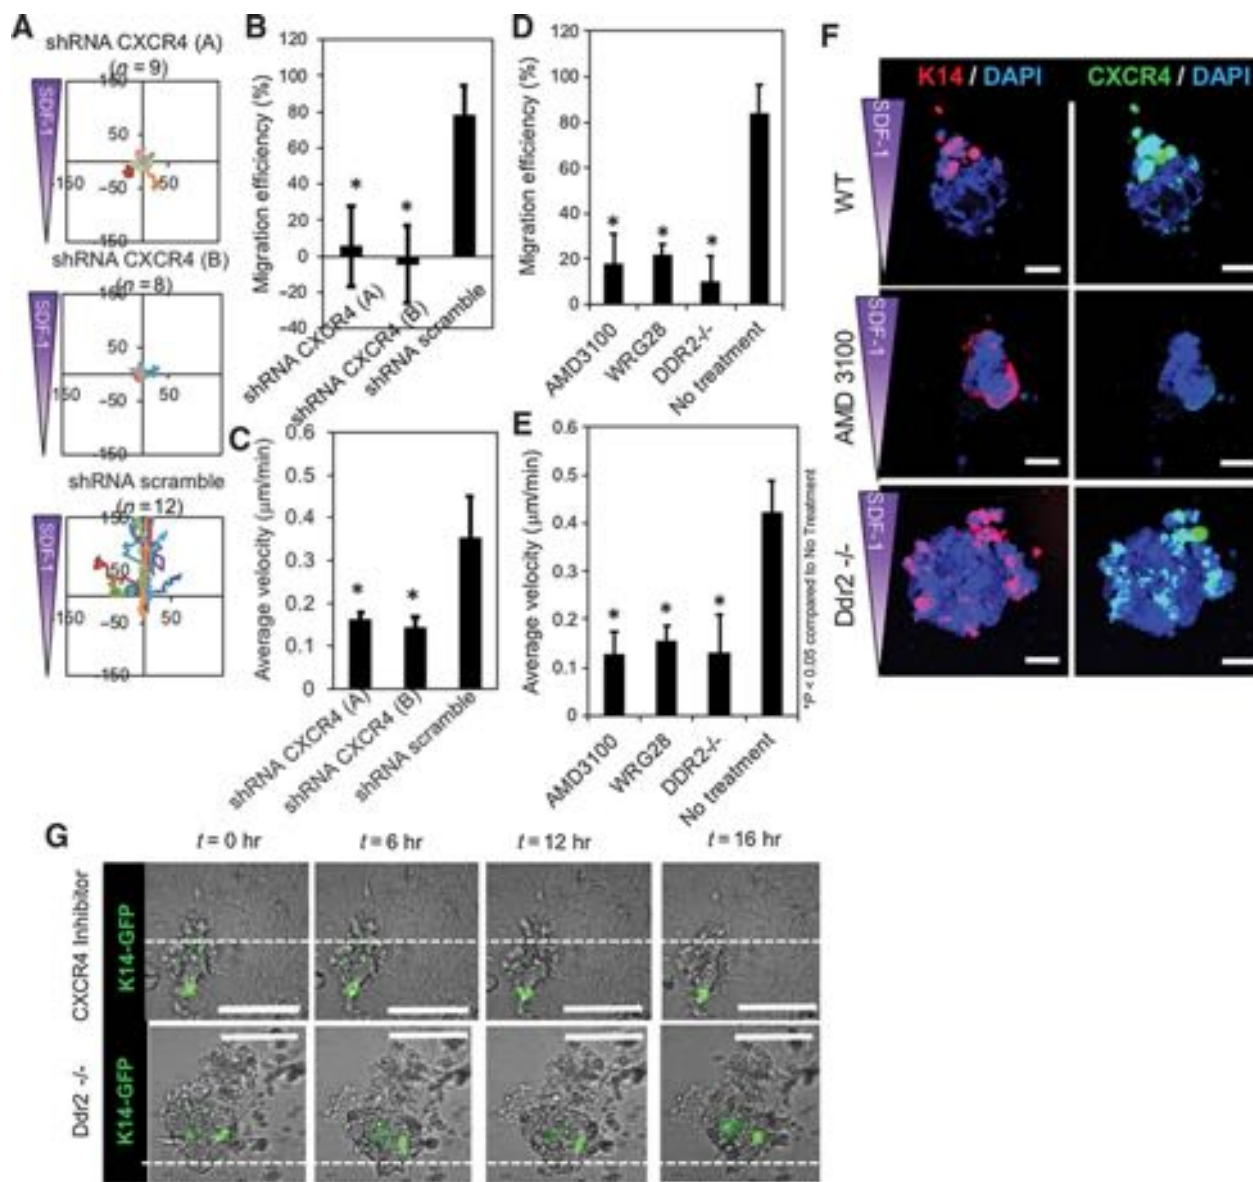 A
shRNA CXCR4 (A)
(n = 9)
SDF-1
150
50
-150
-50
50
-150
shRNA CXCR4 (B)
(n = 8)
SDF-1
150
50
150
-50
50
-150
shRNA scramble
(n = 12)
SDF-1
50
-150
-50
50
-150
B
Migration efficiency (%)
120
100
80
60
40
20
0
-20
-40
*
*
shRNA CXCR4 (A)
shRNA CXCR4 (B)
shRNA scramble
C
Average velocity (μm/min)
0.6
0.5
0.4
0.3
0.2
0.1
0
*
*
shRNA CXCR4 (A)
shRNA CXCR4 (B)
shRNA scramble
D
Migration efficiency (%)
120
100
80
60
40
20
0
*
*
*
AMD3100
WRG28
DDR2-/-
No treatment
E
Average velocity (μm/min)
0.6
0.5
0.4
0.3
0.2
0.1
0
*
*
*
AMD3100
WRG28
DDR2-/-
No treatment
*P < 0.05 compared to No Treatment
F
K14 / DAPI
CXCR4 / DAPI
WT
SDF-1
AMD 3100
SDF-1
Ddr2 -/-
SDF-1
G
t = 0 hr
t = 6 hr
t = 12 hr
t = 16 hr
CXCR4 Inhibitor
K14-GFP
Ddr2 -/-
K14-GFP